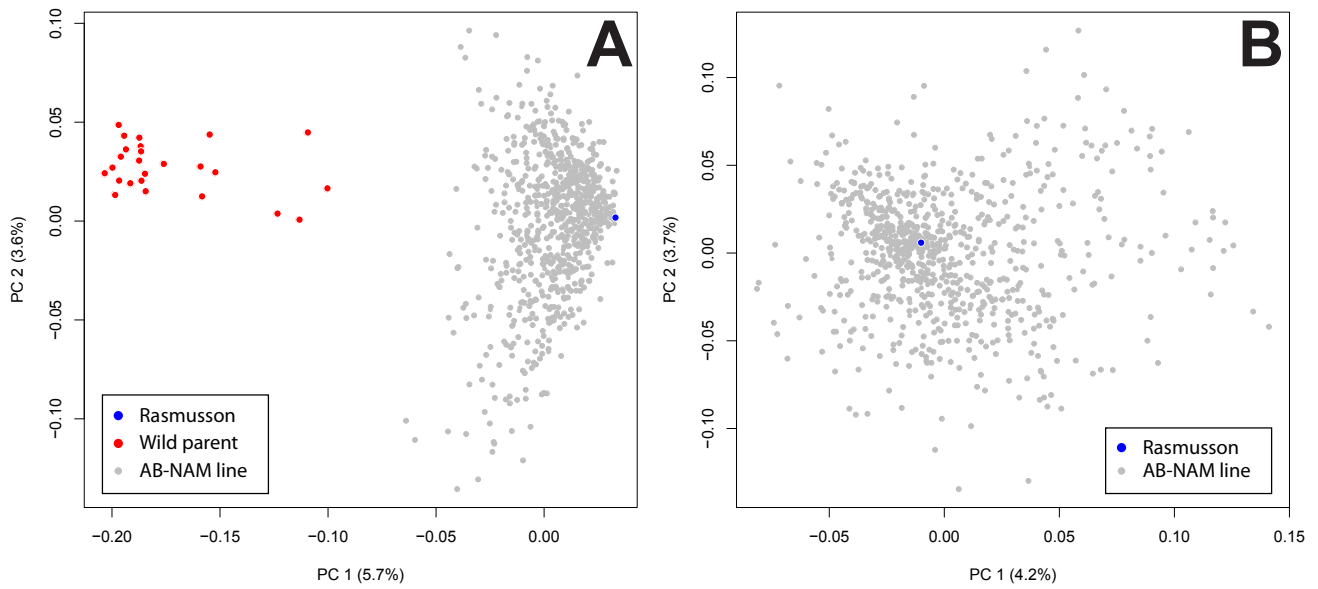 A
0.10
0.05
0.00
−0.05
−0.10
PC 2 (3.6%)
Rasmusson
Wild parent
AB-NAM line
−0.20
−0.15
−0.10
−0.05
0.00
PC 1 (5.7%)
B
0.10
0.05
0.00
−0.05
−0.10
PC 2 (3.7%)
Rasmusson
AB-NAM line
−0.05
0.00
0.05
0.10
0.15
PC 1 (4.2%)